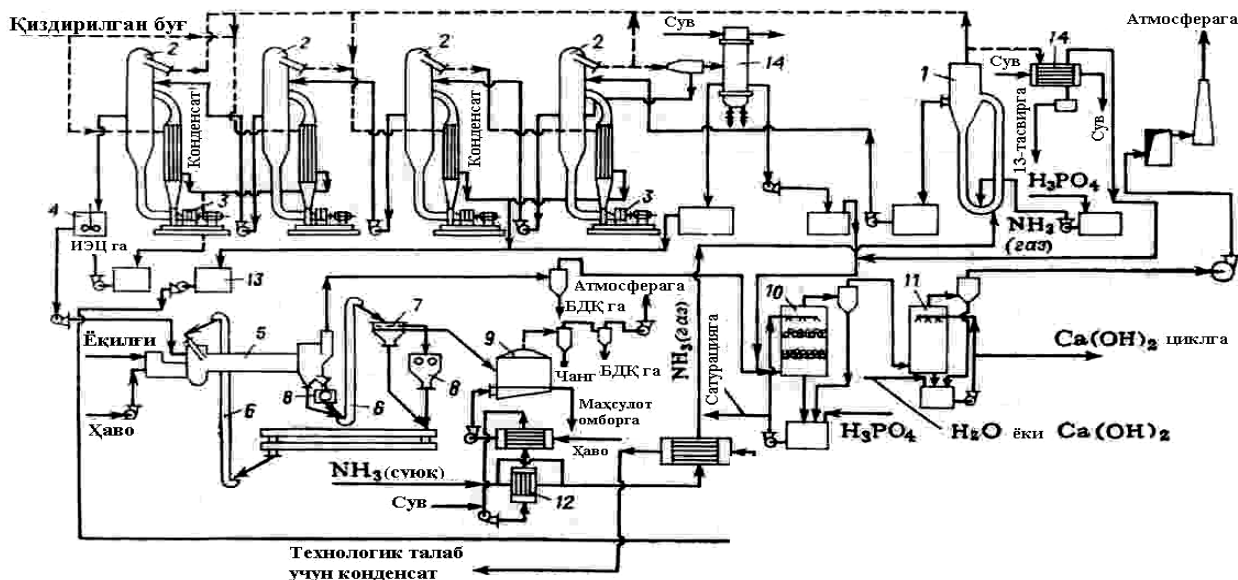 Қиздирилган буғ
2
2
2
2
Сув
14
Атмосферага
1
14
Сув
Сув
13-тасвирга
Конденсат
Конденсат
3
3
4
ИЭЦ га
13
H₃PO₄
NH₃
(газ)
Атмосферага
БДҚ га
Ёқилғи
5
7
9
8
8
6
6
Чанг
БДҚ га
Маҳсулот
омборга
Ҳаво
Ҳаво
NH₃(газ)
Сатурацияга
10
11
Ca(OH)₂ циклга
H₃PO₄
H₂O ёки Ca(OH)₂
NH₃(суюқ)
Сув
12
Технологик талаб
учун конденсат